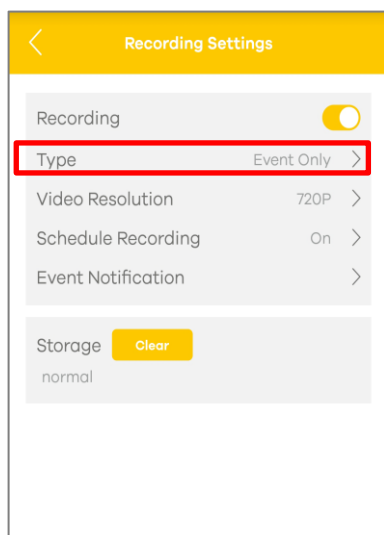 Recording Settings
Recording
Type Event Only
Video Resolution 720P
Schedule Recording On
Event Notification
Storage Clear
normal